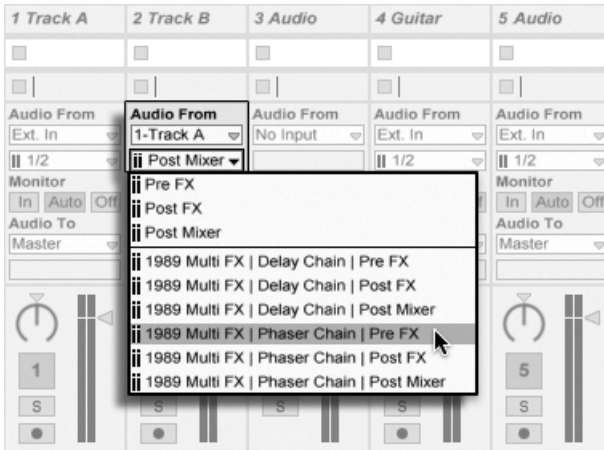 1 Track A 2 Track B 3 Audio 4 Guitar 5 Audio
Audio From Audio From Audio From Audio From Audio From
Ext. In 1-Track A No Input Ext. In Ext. In
1/2 Post Mixer 1/2 1/2
Monitor Monitor
In Auto Off In Auto Off
Audio To Audio To
Master Master
Pre FX
Post FX
Post Mixer
1989 Multi FX | Delay Chain | Pre FX
1989 Multi FX | Delay Chain | Post FX
1989 Multi FX | Delay Chain | Post Mixer
1989 Multi FX | Phaser Chain | Pre FX
1989 Multi FX | Phaser Chain | Post FX
1989 Multi FX | Phaser Chain | Post Mixer
1 5
S S S S S